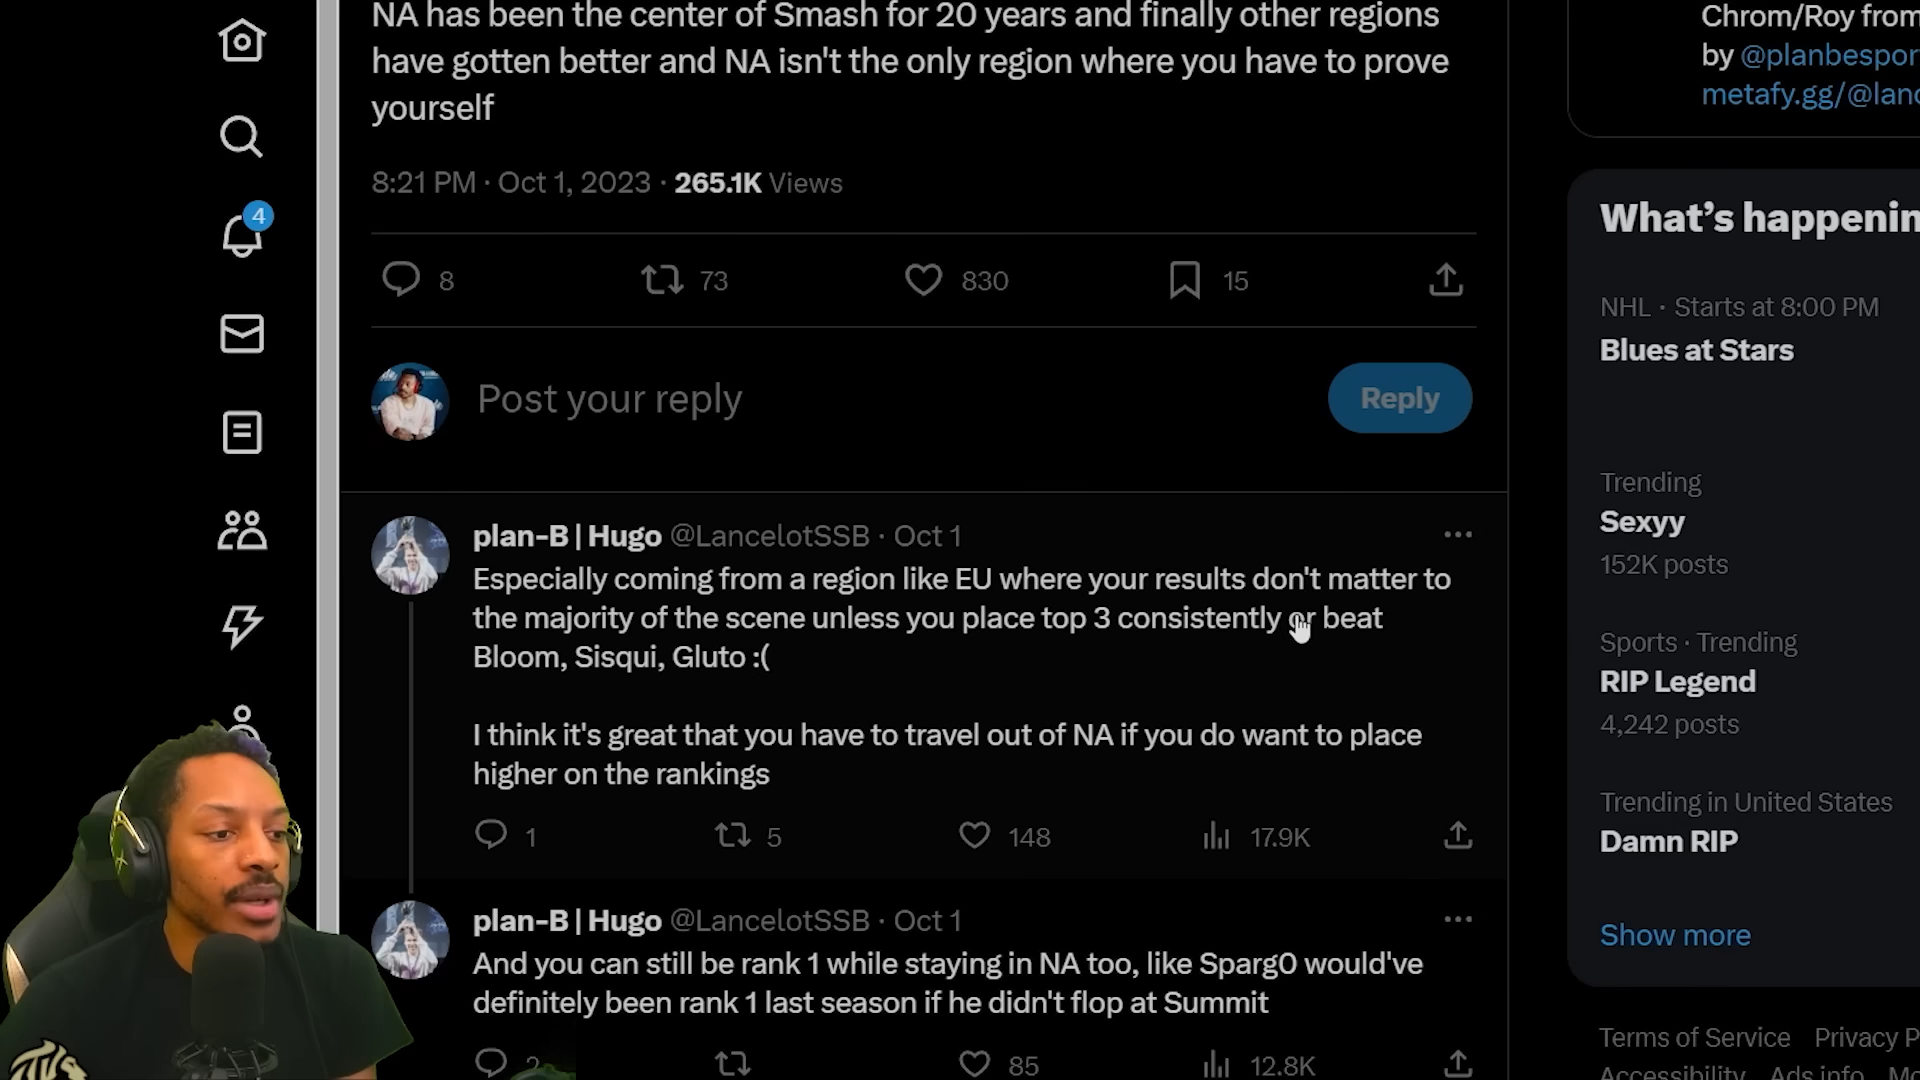 NA has been the center of Smash for 20 years and finally other regions
have gotten better and NA isn't the only region where you have to prove
yourself
8:21 PM · Oct 1, 2023 · 265.1K Views
8 73 830 15
Post your reply
Reply
plan-B | Hugo @LancelotSSB · Oct 1
Especially coming from a region like EU where your results don't matter to
the majority of the scene unless you place top 3 consistently or beat
Bloom, Sisqui, Gluto :(
I think it's great that you have to travel out of NA if you do want to place
higher on the rankings
1 5 148 17.9K
plan-B | Hugo @LancelotSSB · Oct 1
And you can still be rank 1 while staying in NA too, like Sparg0 would've
definitely been rank 1 last season if he didn't flop at Summit
2 85 12.8K
4
Chrom/Roy from
by @planbespor
metafy.gg/@lanc
What's happenin
NHL · Starts at 8:00 PM
Blues at Stars
Trending
Sexyy
152K posts
Sports · Trending
RIP Legend
4,242 posts
Trending in United States
Damn RIP
Show more
Terms of Service Privacy P
Accessibility Ads info Mo